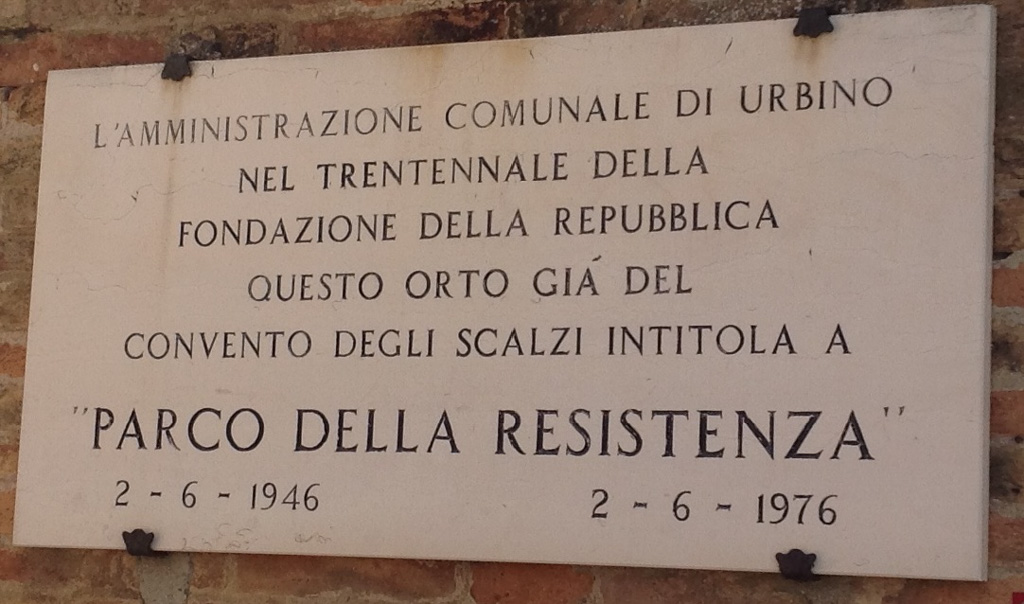 L'AMMINISTRAZIONE COMUNALE DI URBINO
NEL TRENTENNALE DELLA
FONDAZIONE DELLA REPUBBLICA
QUESTO ORTO GIÁ DEL
CONVENTO DEGLI SCALZI INTITOLA A
"PARCO DELLA RESISTENZA"
2 - 6 - 1946 2 - 6 - 1976